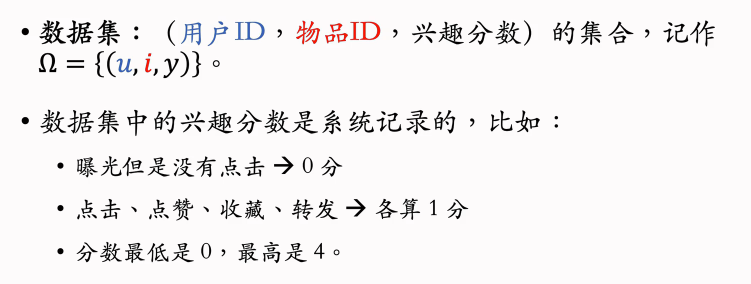 • 数据集：（用户ID，物品ID，兴趣分数）的集合，记作
Ω = {(u, i, y)}。
• 数据集中的兴趣分数是系统记录的，比如：
• 曝光但是没有点击 → 0 分
• 点击、点赞、收藏、转发 → 各算 1 分
• 分数最低是 0，最高是 4。